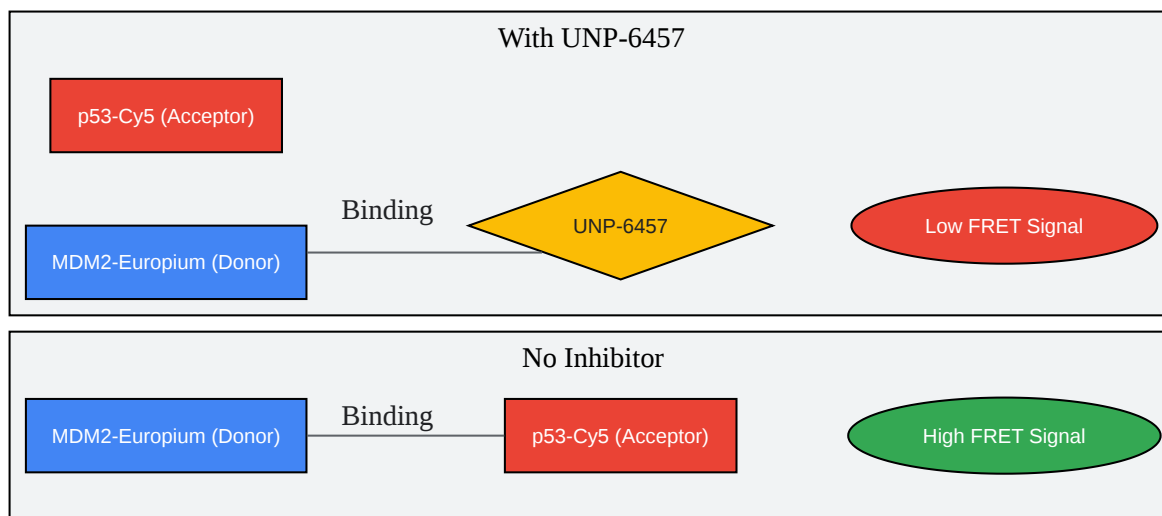 With UNP-6457
p53-Cy5 (Acceptor)
Binding
UNP-6457
Low FRET Signal
MDM2-Europium (Donor)
No Inhibitor
MDM2-Europium (Donor)
Binding
p53-Cy5 (Acceptor)
High FRET Signal